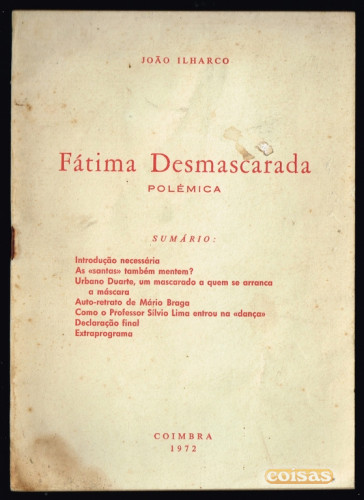 JOÃO ILHARCO
Fátima Desmascarada
POLÉMICA
SUMÁRIO:
Introdução necessária
As «santas» também mentem?
Urbano Duarte, um mascarado a quem se arranca
a máscara
Auto-retrato de Mário Braga
Como o Professor Sílvio Lima entrou na «dança»
Declaração final
Extraprograma
COIMBRA
1972
coisas